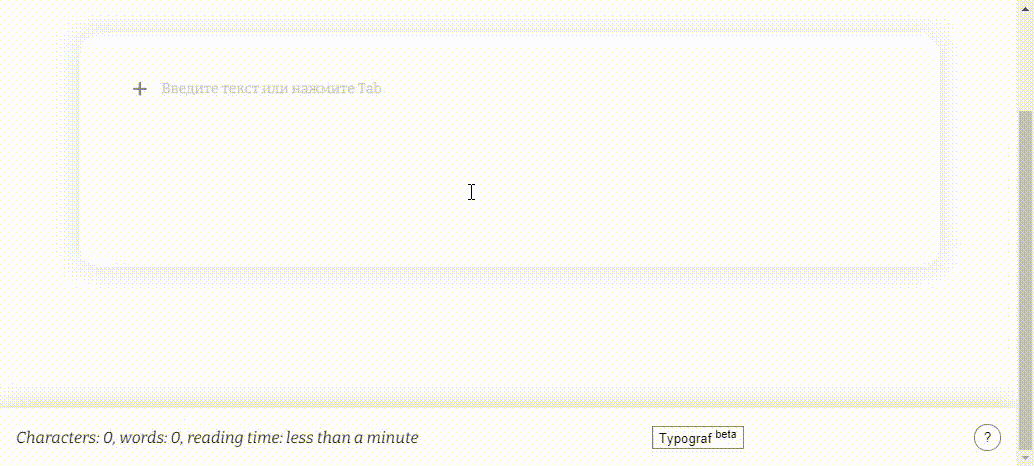 + Введите текст или нажмите Tab
Characters: 0, words: 0, reading time: less than a minute
Typograf beta
?